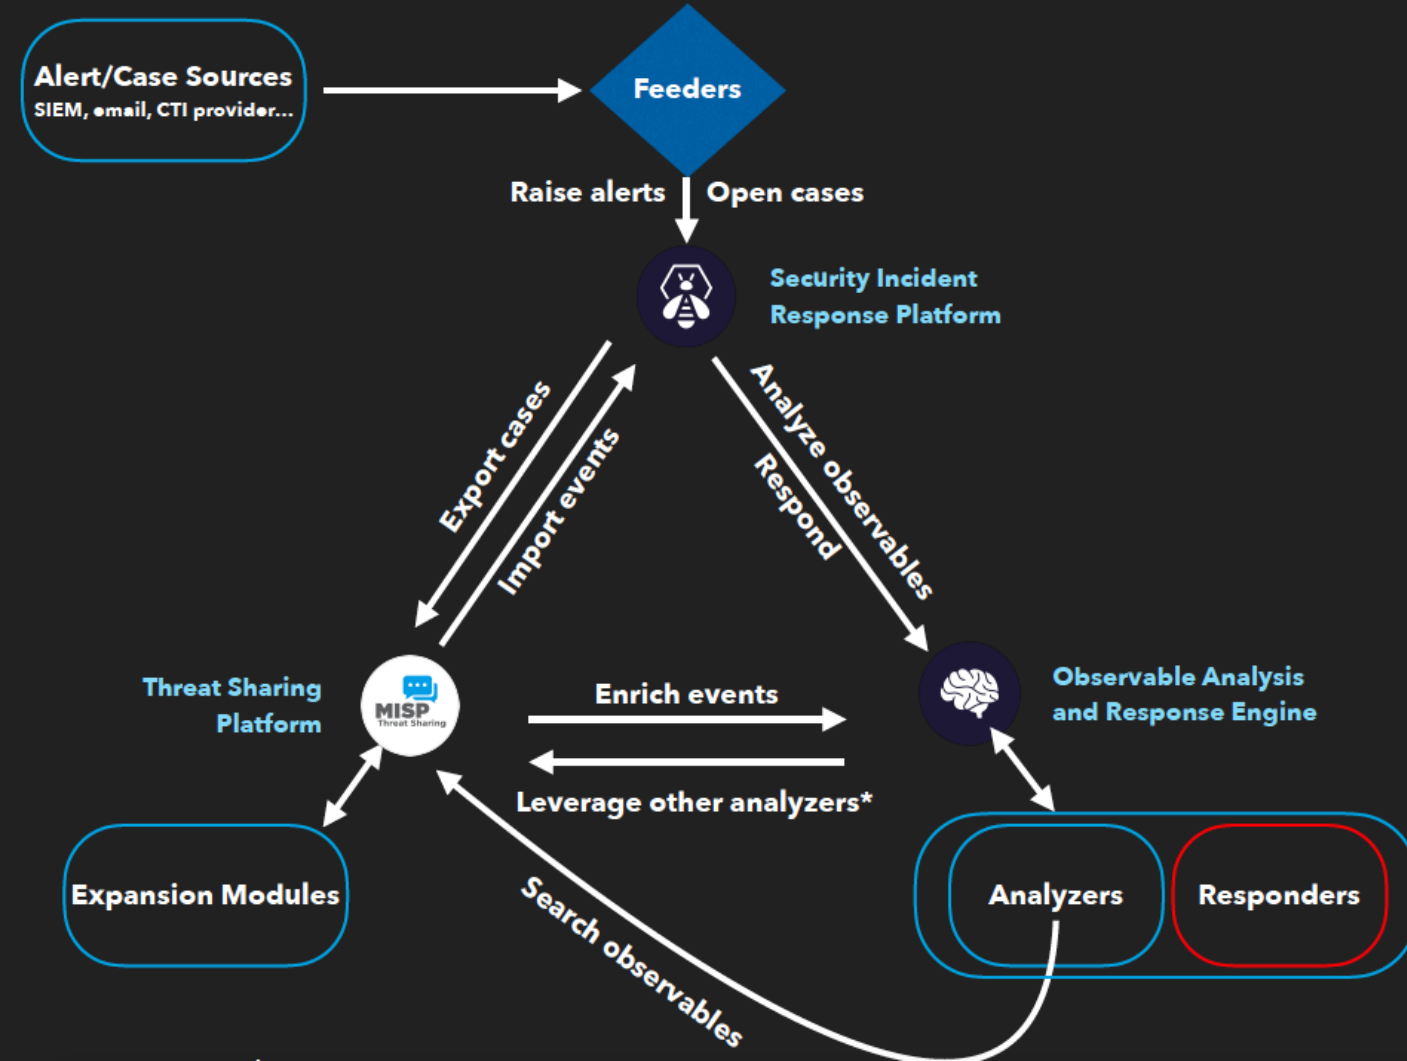 Alert/Case Sources
SIEM, email, CTI provider...
Feeders
Raise alerts
Open cases
Security Incident
Response Platform
Export cases
Import events
Analyze observables
Respond
Threat Sharing
Platform
MISP
Threat Sharing
Enrich events
Leverage other analyzers*
Observable Analysis
and Response Engine
Expansion Modules
Search observables
Analyzers
Responders